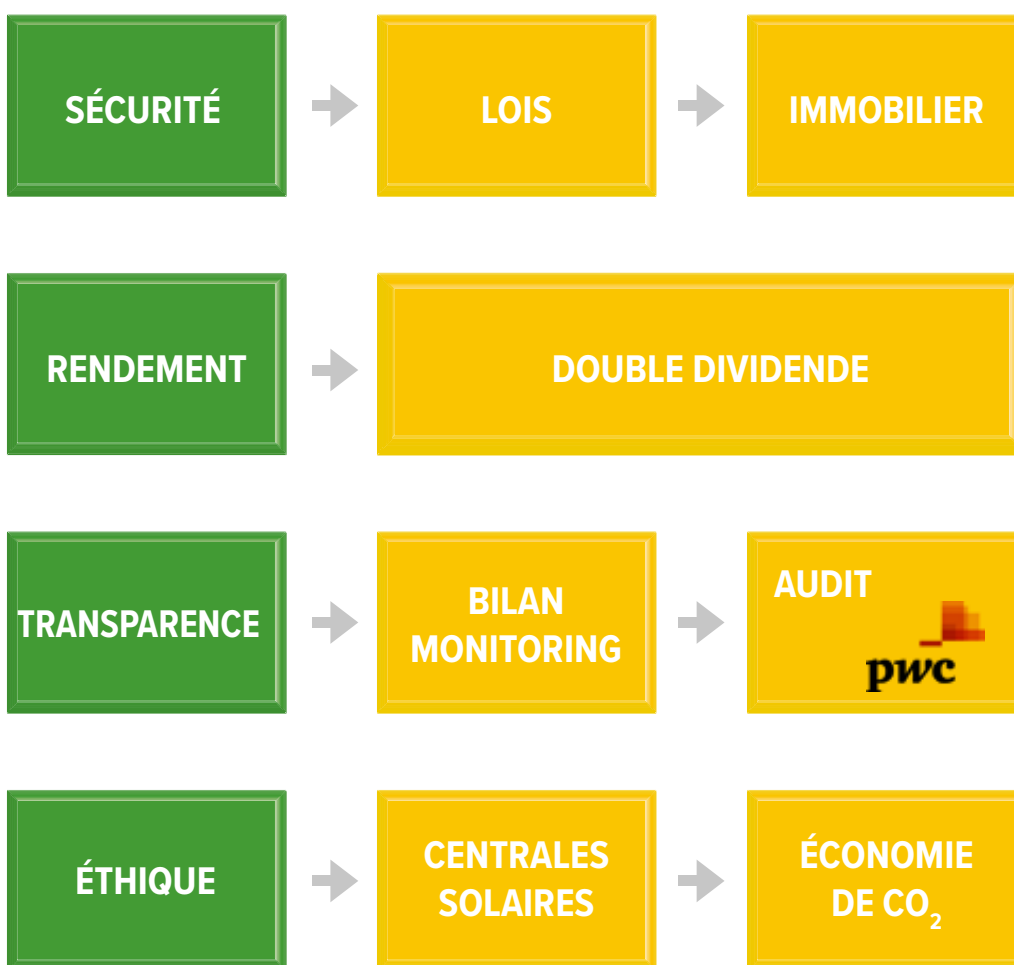 SÉCURITÉ
LOIS
IMMOBILIER
RENDEMENT
DOUBLE DIVIDENDE
TRANSPARENCE
BILAN
MONITORING
AUDIT
pwc
ÉTHIQUE
CENTRALES
SOLAIRES
ÉCONOMIE
DE CO₂